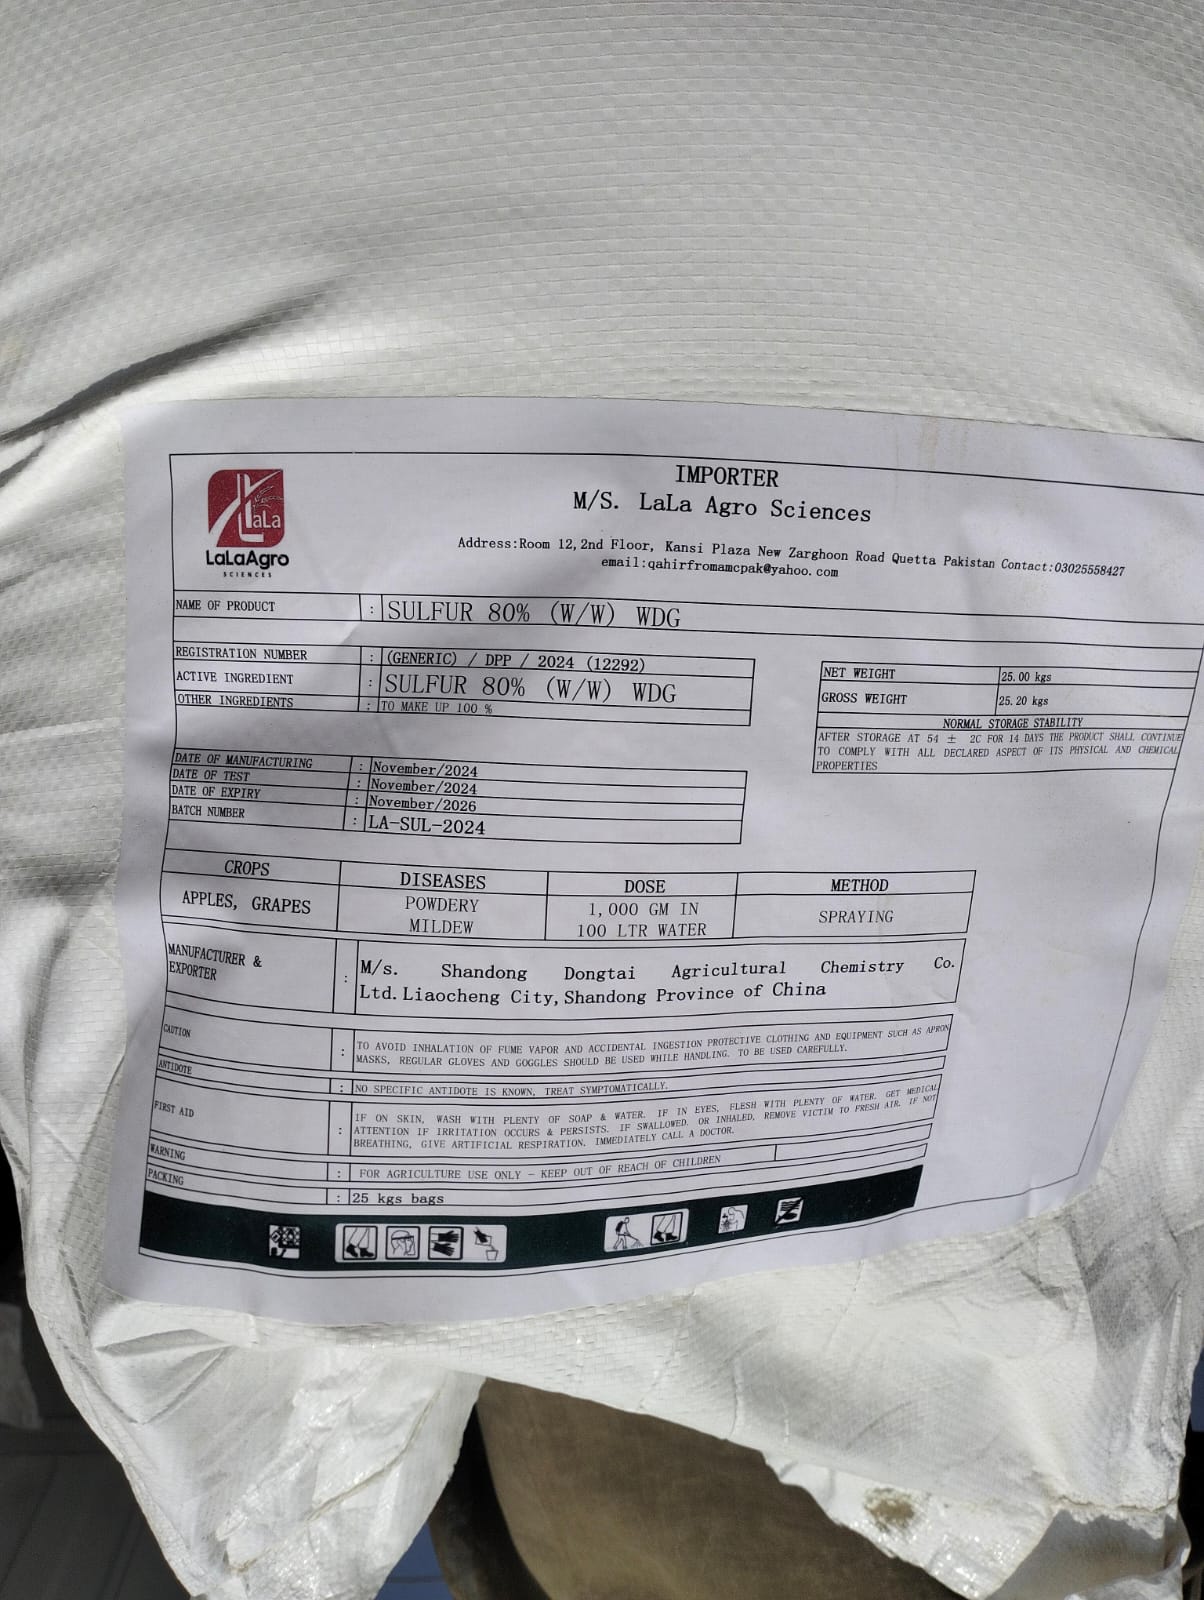 LaLa
LaLaAgro
SCIENCES
IMPORTER
M/S. LaLa Agro Sciences
Address:Room 12,2nd Floor, Kansi Plaza New Zarghoon Road Quetta Pakistan Contact:03025558427
email:qahirfromamcpak@yahoo.com
NAME OF PRODUCT : SULFUR 80% (W/W) WDG
REGISTRATION NUMBER : (GENERIC) / DPP / 2024 (12292)
ACTIVE INGREDIENT : SULFUR 80% (W/W) WDG
OTHER INGREDIENTS : TO MAKE UP 100 %
NET WEIGHT 25.00 kgs
GROSS WEIGHT 25.20 kgs
NORMAL STORAGE STABILITY
AFTER STORAGE AT 54 ± 2C FOR 14 DAYS THE PRODUCT SHALL CONTINUE
TO COMPLY WITH ALL DECLARED ASPECT OF ITS PHYSICAL AND CHEMICAL
PROPERTIES
DATE OF MANUFACTURING : November/2024
DATE OF TEST : November/2024
DATE OF EXPIRY : November/2026
BATCH NUMBER : LA-SUL-2024
CROPS DISEASES DOSE METHOD
APPLES, GRAPES POWDERY MILDEW 1,000 GM IN 100 LTR WATER SPRAYING
MANUFACTURER & EXPORTER : M/s. Shandong Dongtai Agricultural Chemistry Co.
Ltd.Liaocheng City,Shandong Province of China
CAUTION : TO AVOID INHALATION OF FUME VAPOR AND ACCIDENTAL INGESTION PROTECTIVE CLOTHING AND EQUIPMENT SUCH AS APRON
MASKS, REGULAR GLOVES AND GOGGLES SHOULD BE USED WHILE HANDLING. TO BE USED CAREFULLY.
ANTIDOTE : NO SPECIFIC ANTIDOTE IS KNOWN, TREAT SYMPTOMATICALLY.
FIRST AID : IF ON SKIN, WASH WITH PLENTY OF SOAP & WATER. IF IN EYES, FLESH WITH PLENTY OF WATER. GET MEDICAL
ATTENTION IF IRRITATION OCCURS & PERSISTS. IF SWALLOWED. OR INHALED, REMOVE VICTIM TO FRESH AIR. IF NOT
BREATHING, GIVE ARTIFICIAL RESPIRATION. IMMEDIATELY CALL A DOCTOR.
WARNING : FOR AGRICULTURE USE ONLY - KEEP OUT OF REACH OF CHILDREN
PACKING : 25 kgs bags